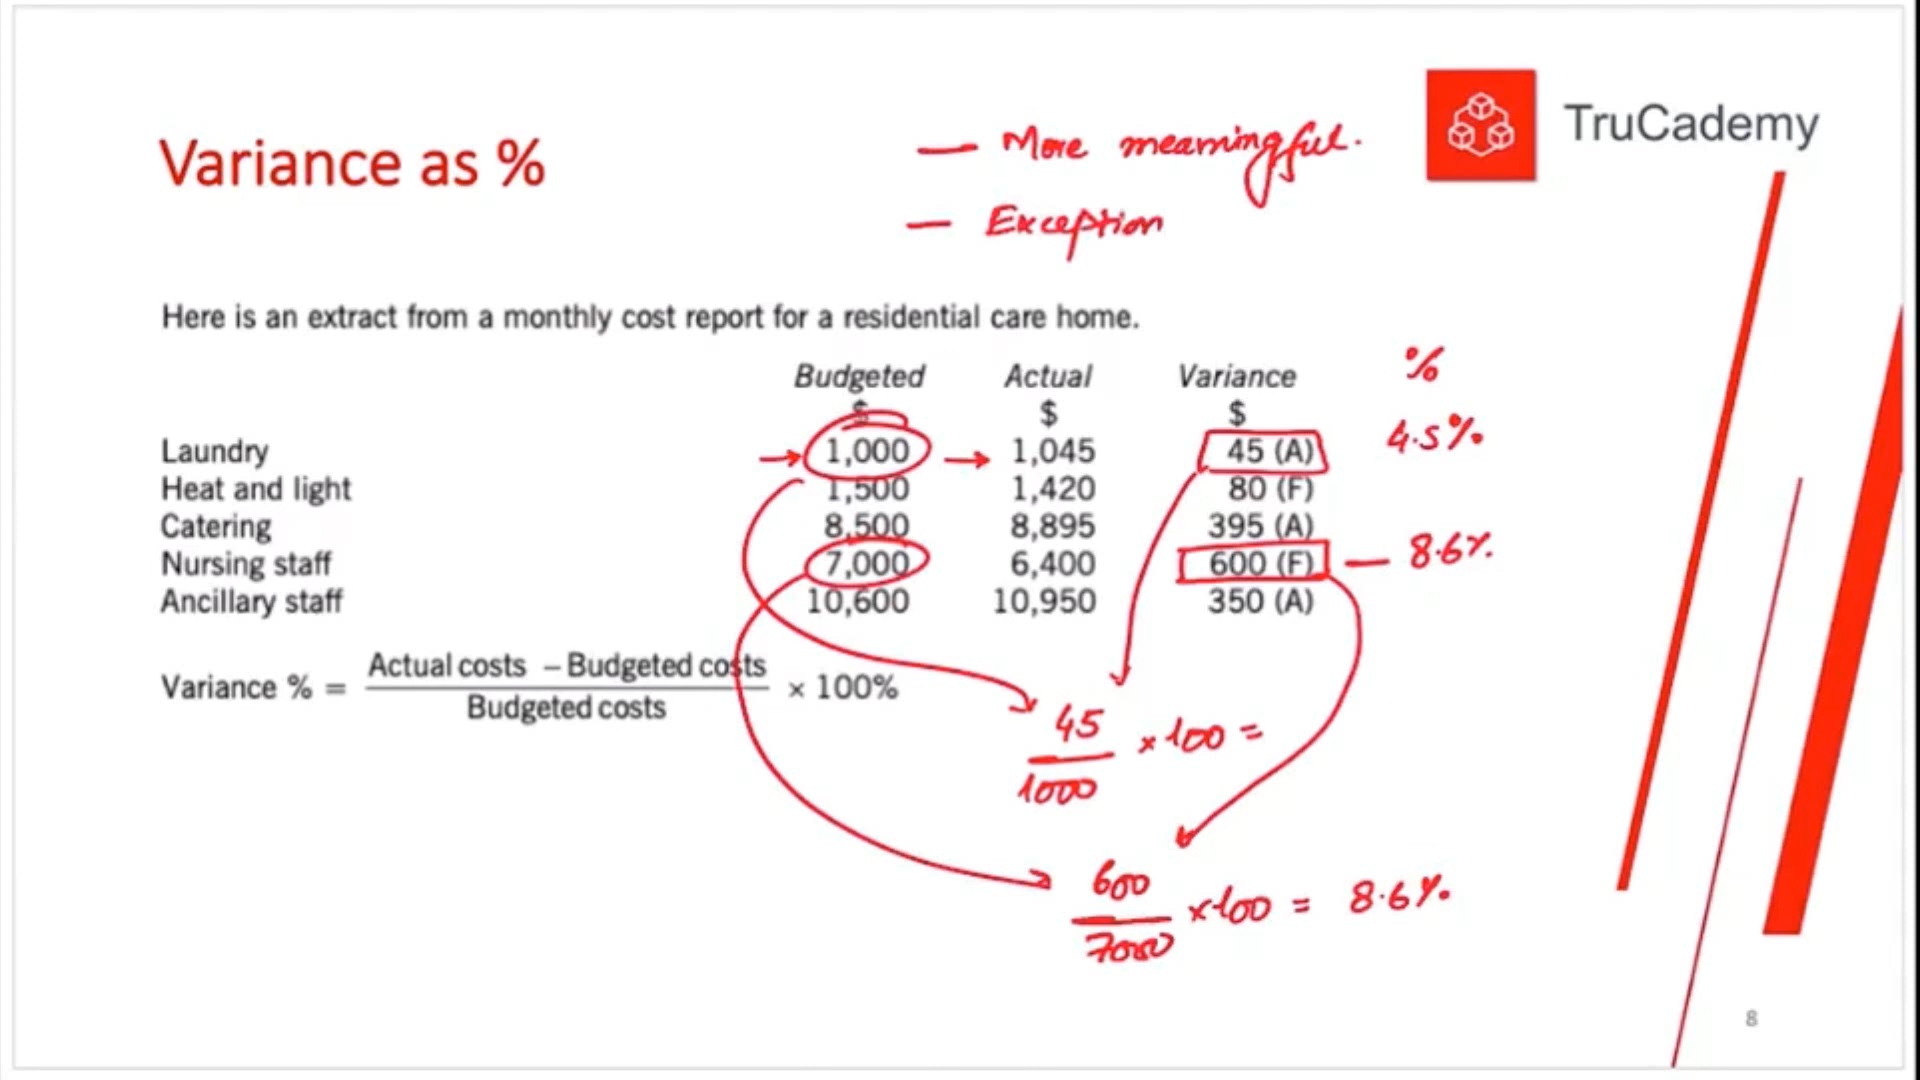 TruCademy
Variance as %
— More meaningful.
— Exception
Here is an extract from a monthly cost report for a residential care home.
Budgeted Actual Variance %
$ $ $
Laundry 1,000 1,045 45 (A) 4.5%
Heat and light 1,500 1,420 80 (F)
Catering 8,500 8,895 395 (A)
Nursing staff 7,000 6,400 600 (F) — 8.6%
Ancillary staff 10,600 10,950 350 (A)
Actual costs – Budgeted costs
Variance % = × 100%
Budgeted costs
45
× 100 =
1000
600
× 100 = 8.6%
7000
8